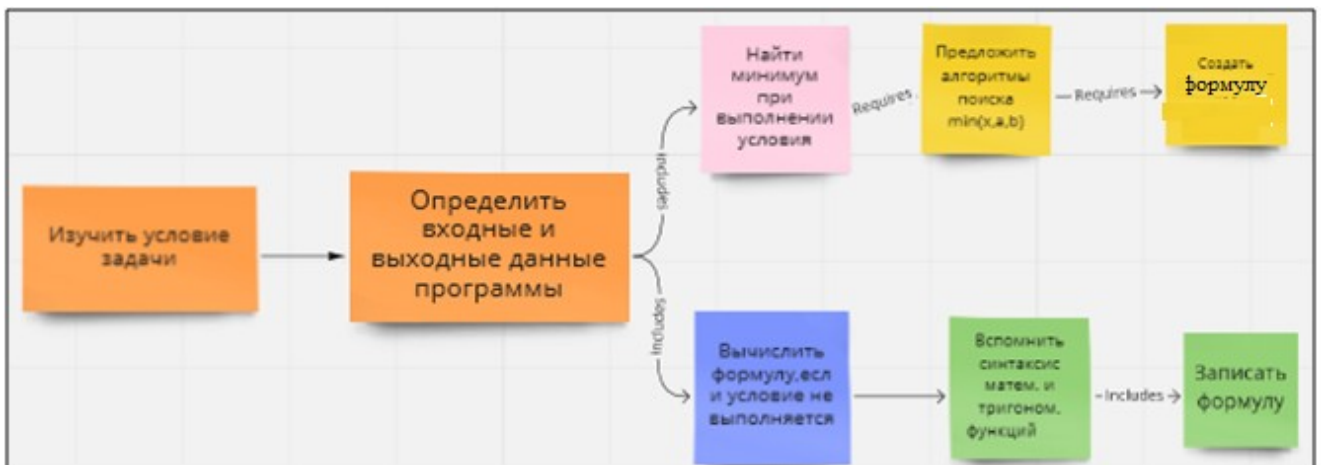 Изучить условие
задачи
Определить
входные и
выходные данные
программы
Includes
Найти
минимум
при
выполнении
условия
Requires
Предложить
алгоритмы
поиска
min(x,a,b)
Requires
Создать
формулу
Includes
Вычислить
формулу,есл
и условие не
выполняется
Вспомнить
синтаксис
матем. и
тригоном.
функций
Includes
Записать
формулу